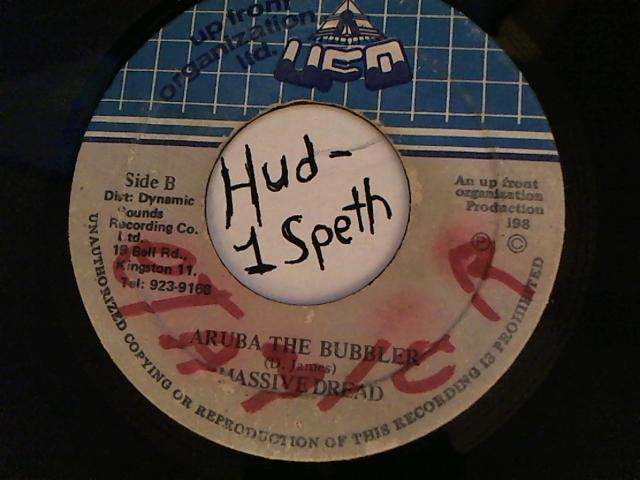 up front
organization
ltd.
UFO
Hud-
1 Speth
Side B
Dist: Dynamic
Sounds
Recording Co.
Ltd.
19 Bell Rd.,
Kingston 11.
Tel: 923-9168
An up front
organization
Production
198
Ⓟ ©
ARUBA THE BUBBLER
(D. James)
MASSIVE DREAD
UNAUTHORIZED COPYING OR REPRODUCTION OF THIS RECORDING IS PROHIBITED